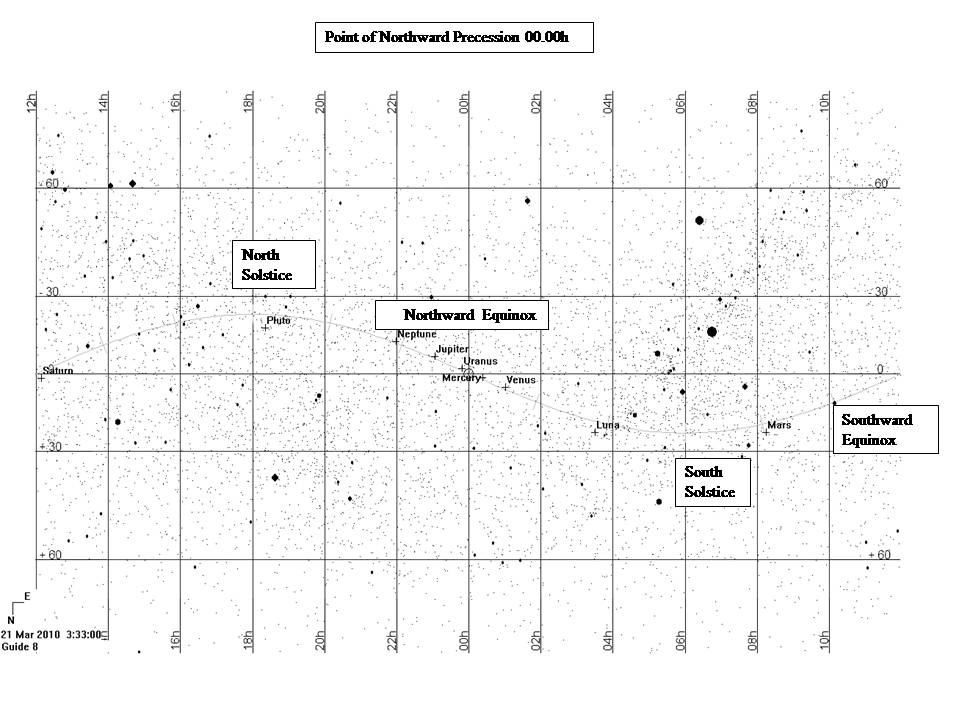 Point of Northward Precession 00.00h
12h 14h 16h 18h 20h 22h 00h 02h 04h 06h 08h 10h
- 60 - 60
North
Solstice
- 30 - 30
Pluto
Northward Equinox
Neptune
Jupiter
Uranus
Saturn 0
Mercury
Venus
Luna
Mars
Southward
Equinox
+ 30 + 30
South
Solstice
+ 60 + 60
E
N
21 Mar 2010 3:33:00
Guide 8
16h 18h 20h 22h 00h 02h 04h 06h 08h 10h